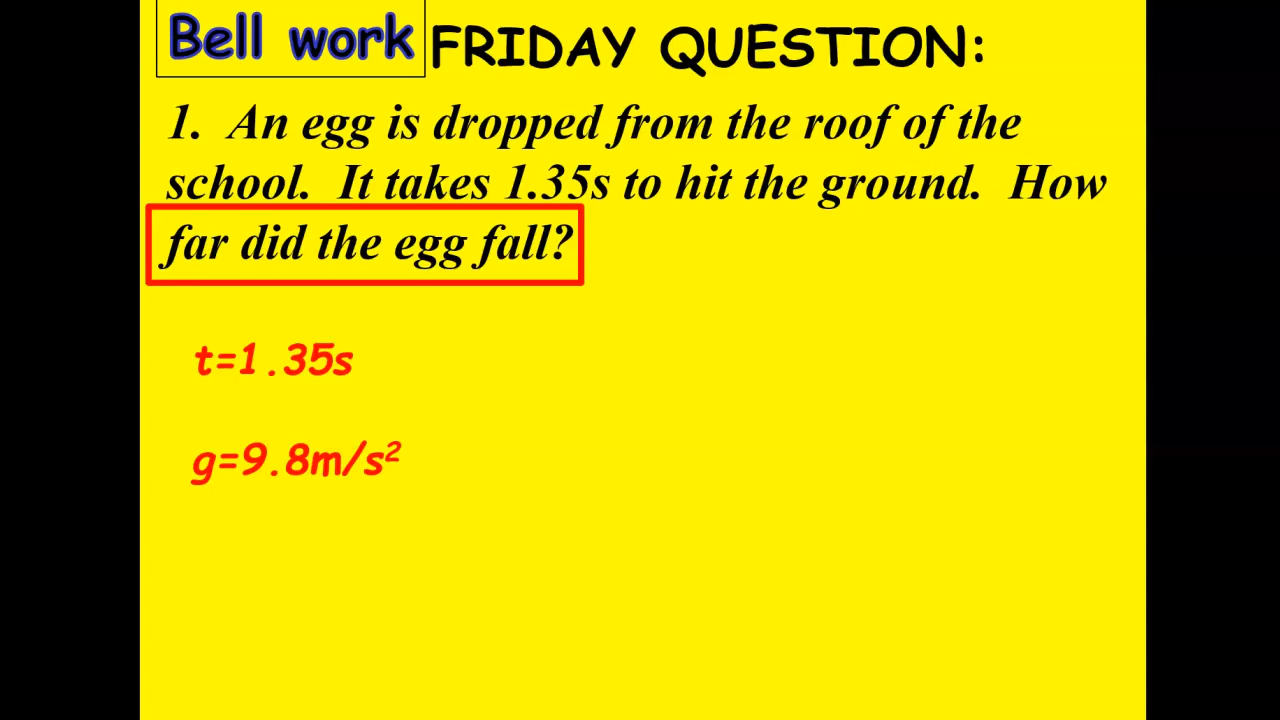 Bell work FRIDAY QUESTION:
1. An egg is dropped from the roof of the
school. It takes 1.35s to hit the ground. How
far did the egg fall?
t=1.35s
g=9.8m/s²